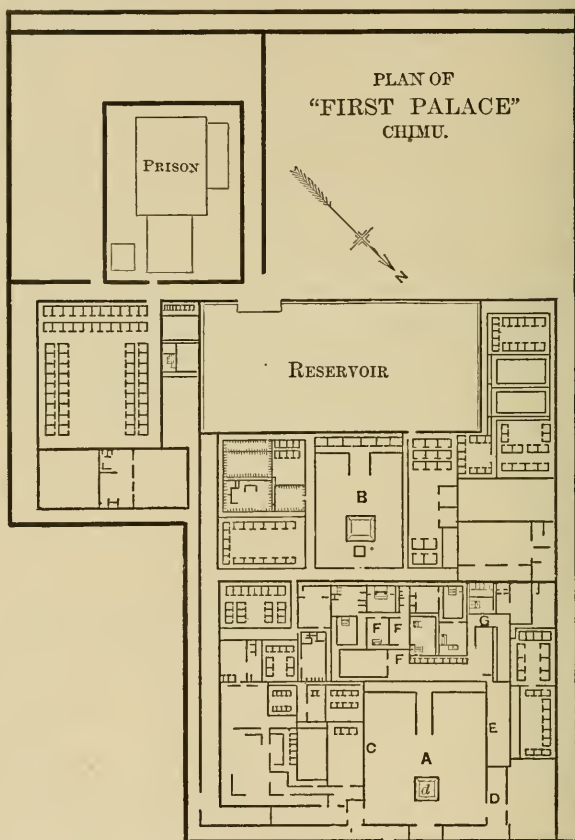 PLAN OF
"FIRST PALACE"
CHIMU.
PRISON
N
RESERVOIR
B
G
F F
F
E
C A
d
D